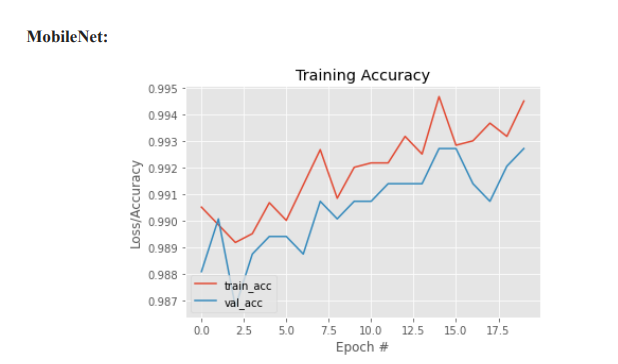 MobileNet:
Training Accuracy
Loss/Accuracy
0.995
0.994
0.993
0.992
0.991
0.990
0.989
0.988
0.987
train_acc
val_acc
0.0 2.5 5.0 7.5 10.0 12.5 15.0 17.5
Epoch #